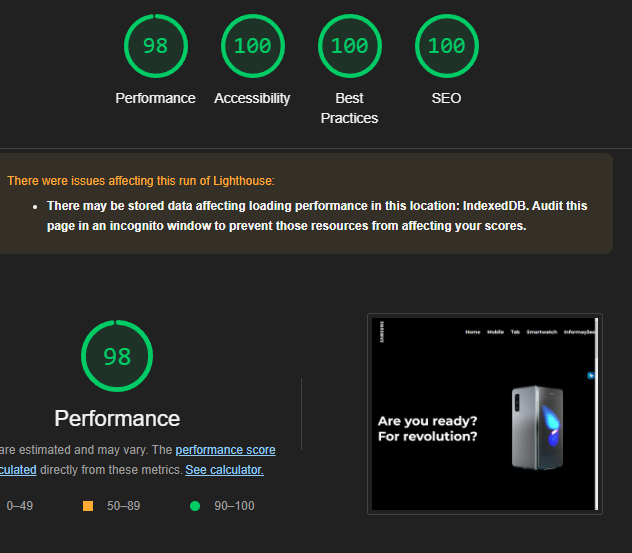 98
100
100
100
Performance
Accessibility
Best
Practices
SEO
There were issues affecting this run of Lighthouse:
There may be stored data affecting loading performance in this location: IndexedDB. Audit this
page in an incognito window to prevent those resources from affecting your scores.
98
Performance
are estimated and may vary. The performance score
culated directly from these metrics. See calculator.
0–49
50–89
90–100
SAMSUNG
Home Mobile Tab Smartwatch Informações
Are you ready?
For revolution?